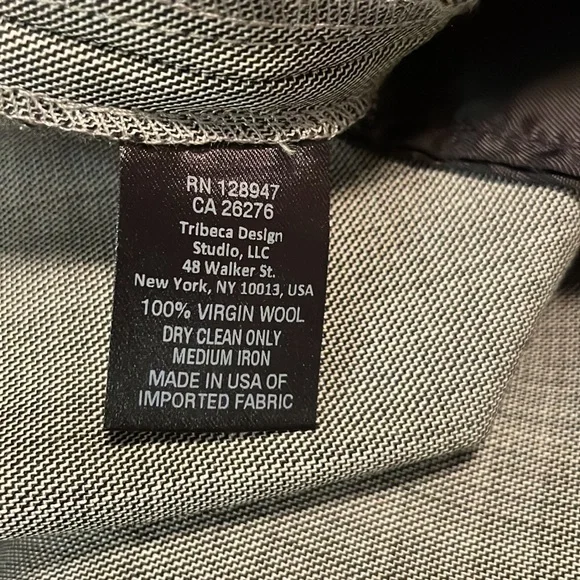 RN 128947
CA 26276
Tribeca Design
Studio, LLC
48 Walker St.
New York, NY 10013, USA
100% VIRGIN WOOL
DRY CLEAN ONLY
MEDIUM IRON
MADE IN USA OF
IMPORTED FABRIC